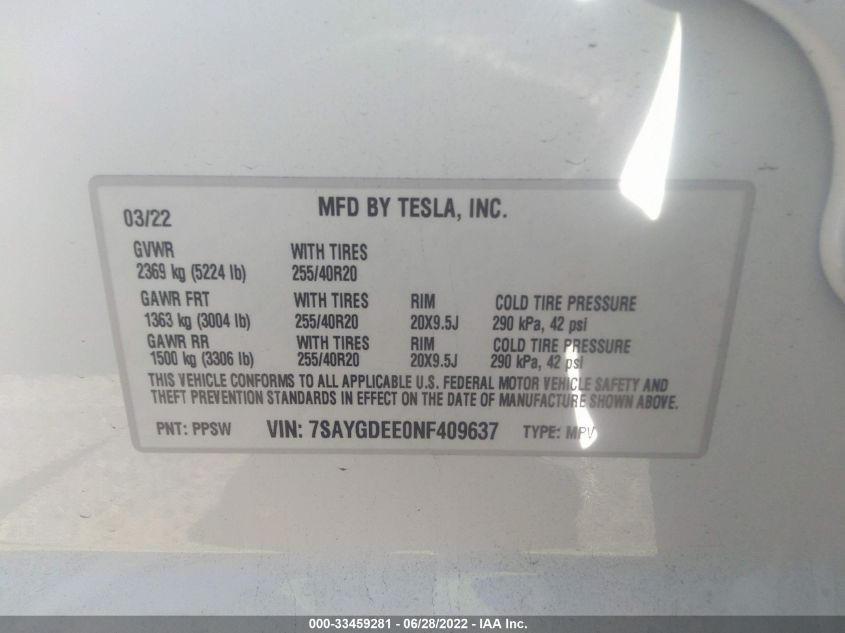 MFD BY TESLA, INC.
03/22
GVWR WITH TIRES
2369 kg (5224 lb) 255/40R20
GAWR FRT WITH TIRES RIM COLD TIRE PRESSURE
1363 kg (3004 lb) 255/40R20 20X9.5J 290 kPa, 42 psi
GAWR RR WITH TIRES RIM COLD TIRE PRESSURE
1500 kg (3306 lb) 255/40R20 20X9.5J 290 kPa, 42 psi
THIS VEHICLE CONFORMS TO ALL APPLICABLE U.S. FEDERAL MOTOR VEHICLE SAFETY AND
THEFT PREVENTION STANDARDS IN EFFECT ON THE DATE OF MANUFACTURE SHOWN ABOVE.
PNT: PPSW VIN: 7SAYGDEE0NF409637 TYPE: MPV
000-33459281 - 06/28/2022 - IAA Inc.